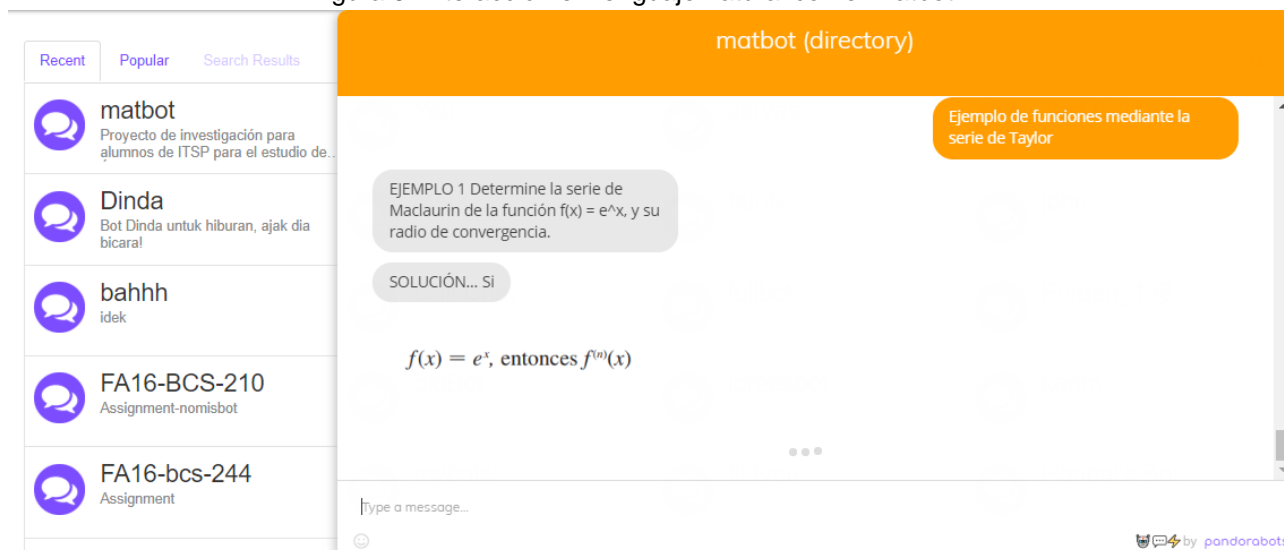 matbot (directory)
Recent Popular Search Results
matbot
Proyecto de investigación para
alumnos de ITSP para el estudio de..
Dinda
Bot Dinda untuk hiburan, ajak dia
bicara!
bahhh
idek
FA16-BCS-210
Assignment-nomisbot
FA16-bcs-244
Assignment
Ejemplo de funciones mediante la
serie de Taylor
EJEMPLO 1 Determine la serie de
Maclaurin de la función f(x) = e^x, y su
radio de convergencia.
SOLUCIÓN... Si
f(x) = eˣ, entonces f⁽ⁿ⁾(x)
Type a message...
by pandorabots